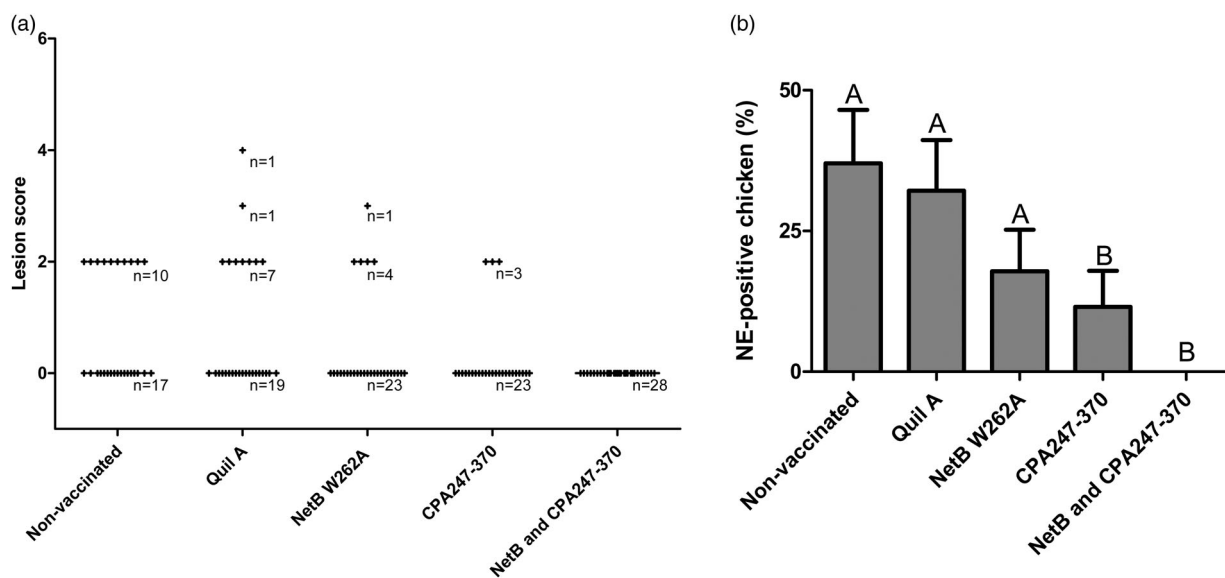 (a)
Lesion score
6
4
2
0
n=1
n=1
n=1
n=10
n=7
n=4
n=3
n=17
n=19
n=23
n=23
n=28
Non-vaccinated
Quil A
NetB W262A
CPA247-370
NetB and CPA247-370
(b)
NE-positive chicken (%)
50
25
0
A
A
A
B
B
Non-vaccinated
Quil A
NetB W262A
CPA247-370
NetB and CPA247-370